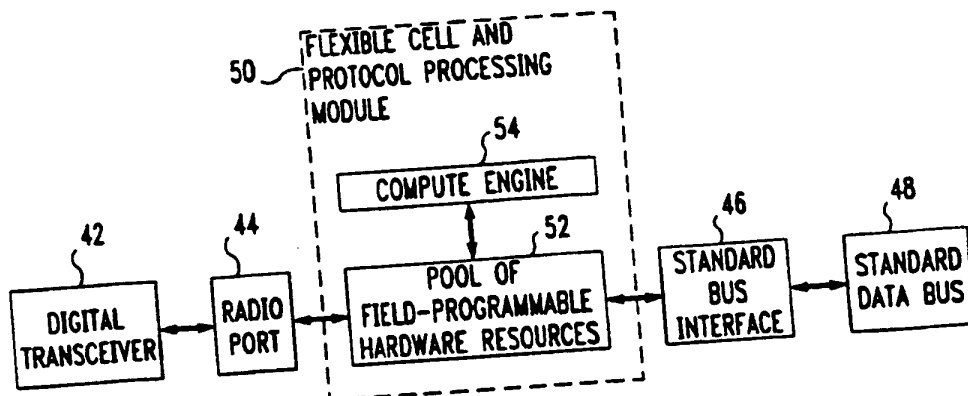 50
FLEXIBLE CELL AND
PROTOCOL PROCESSING
MODULE
54
COMPUTE ENGINE
42
DIGITAL
TRANSCEIVER
44
RADIO
PORT
52
POOL OF
FIELD-PROGRAMMABLE
HARDWARE RESOURCES
46
STANDARD
BUS
INTERFACE
48
STANDARD
DATA BUS